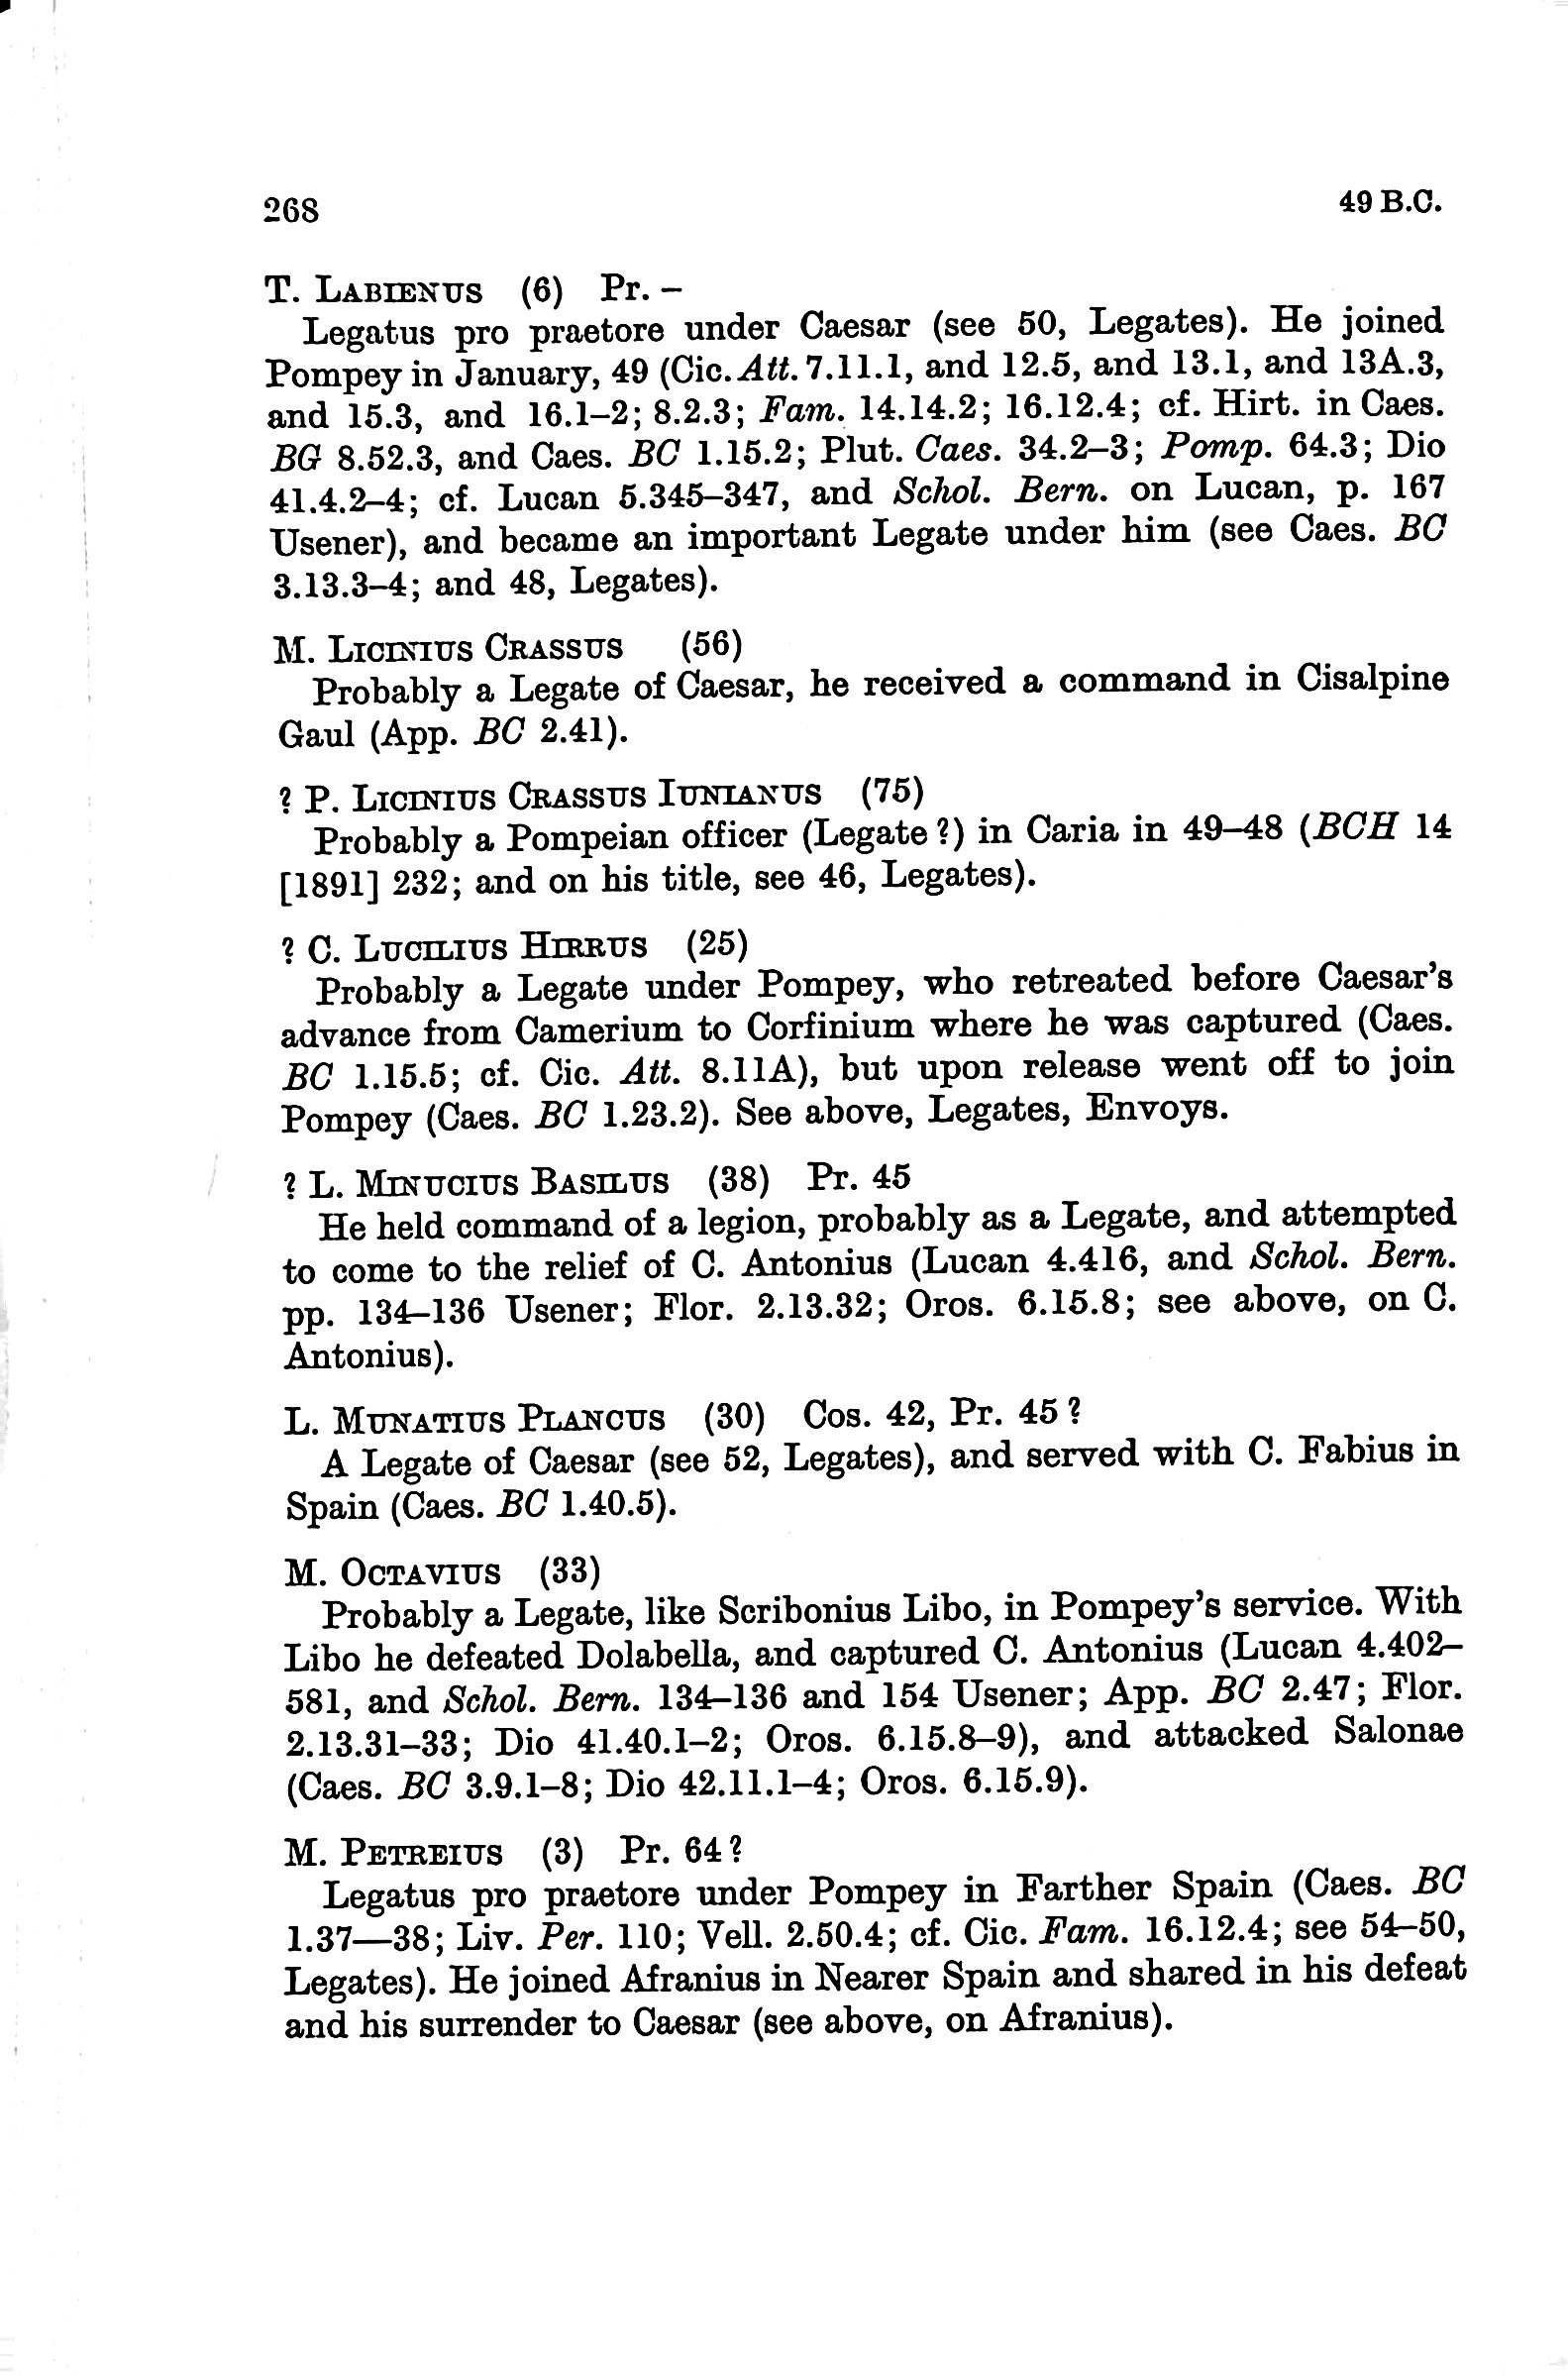 268
49 B.C.
T. LABIENUS (6) Pr. –
Legatus pro praetore under Caesar (see 50, Legates). He joined
Pompey in January, 49 (Cic. Att. 7.11.1, and 12.5, and 13.1, and 13A.3,
and 15.3, and 16.1–2; 8.2.3; Fam. 14.14.2; 16.12.4; cf. Hirt. in Caes.
BG 8.52.3, and Caes. BC 1.15.2; Plut. Caes. 34.2–3; Pomp. 64.3; Dio
41.4.2–4; cf. Lucan 5.345–347, and Schol. Bern. on Lucan, p. 167
Usener), and became an important Legate under him (see Caes. BC
3.13.3–4; and 48, Legates).
M. LICINIUS CRASSUS (56)
Probably a Legate of Caesar, he received a command in Cisalpine
Gaul (App. BC 2.41).
? P. LICINIUS CRASSUS IUNIANUS (75)
Probably a Pompeian officer (Legate?) in Caria in 49–48 (BCH 14
[1891] 232; and on his title, see 46, Legates).
? C. LUCILIUS HIRRUS (25)
Probably a Legate under Pompey, who retreated before Caesar's
advance from Camerium to Corfinium where he was captured (Caes.
BC 1.15.5; cf. Cic. Att. 8.11A), but upon release went off to join
Pompey (Caes. BC 1.23.2). See above, Legates, Envoys.
? L. MINUCIUS BASILUS (38) Pr. 45
He held command of a legion, probably as a Legate, and attempted
to come to the relief of C. Antonius (Lucan 4.416, and Schol. Bern.
pp. 134–136 Usener; Flor. 2.13.32; Oros. 6.15.8; see above, on C.
Antonius).
L. MUNATIUS PLANCUS (30) Cos. 42, Pr. 45?
A Legate of Caesar (see 52, Legates), and served with C. Fabius in
Spain (Caes. BC 1.40.5).
M. OCTAVIUS (33)
Probably a Legate, like Scribonius Libo, in Pompey's service. With
Libo he defeated Dolabella, and captured C. Antonius (Lucan 4.402–
581, and Schol. Bern. 134–136 and 154 Usener; App. BC 2.47; Flor.
2.13.31–33; Dio 41.40.1–2; Oros. 6.15.8–9), and attacked Salonae
(Caes. BC 3.9.1–8; Dio 42.11.1–4; Oros. 6.15.9).
M. PETREIUS (3) Pr. 64?
Legatus pro praetore under Pompey in Farther Spain (Caes. BC
1.37—38; Liv. Per. 110; Vell. 2.50.4; cf. Cic. Fam. 16.12.4; see 54–50,
Legates). He joined Afranius in Nearer Spain and shared in his defeat
and his surrender to Caesar (see above, on Afranius).